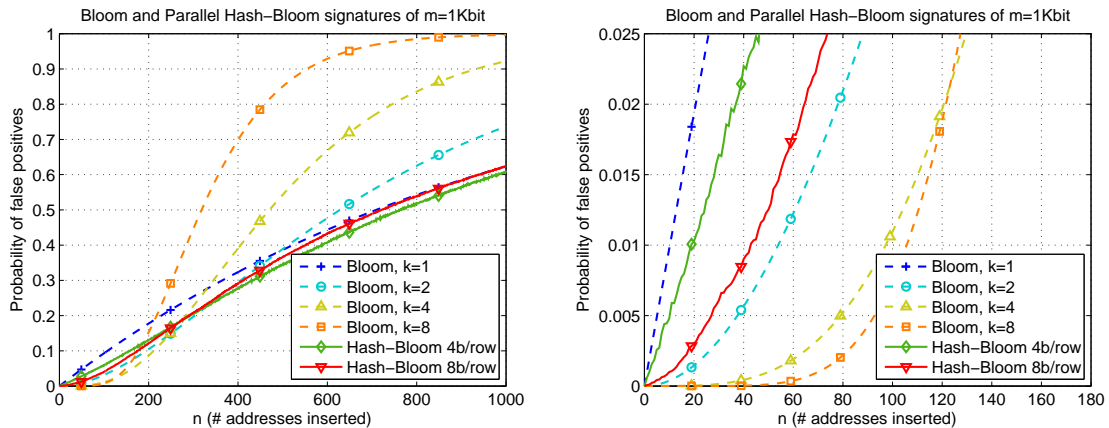 Bloom and Parallel Hash−Bloom signatures of m=1Kbit
Probability of false positives
1
0.9
0.8
0.7
0.6
0.5
0.4
0.3
0.2
0.1
0
Bloom, k=1
Bloom, k=2
Bloom, k=4
Bloom, k=8
Hash−Bloom 4b/row
Hash−Bloom 8b/row
0 200 400 600 800 1000
n (# addresses inserted)
Bloom and Parallel Hash−Bloom signatures of m=1Kbit
Probability of false positives
0.025
0.02
0.015
0.01
0.005
0
Bloom, k=1
Bloom, k=2
Bloom, k=4
Bloom, k=8
Hash−Bloom 4b/row
Hash−Bloom 8b/row
0 20 40 60 80 100 120 140 160 180
n (# addresses inserted)